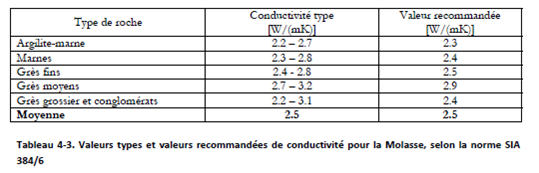 Type de roche Conductivité type Valeur recommandée
[W/(mK)] [W/(mK)]
Argilite-marne 2.2 – 2.7 2.3
Marnes 2.3 – 2.8 2.4
Grès fins 2.4 - 2.8 2.5
Grès moyens 2.7 – 3.2 2.9
Grès grossier et conglomérats 2.2 – 3.1 2.4
Moyenne 2.5 2.5
Tableau 4-3. Valeurs types et valeurs recommandées de conductivité pour la Molasse, selon la norme SIA
384/6